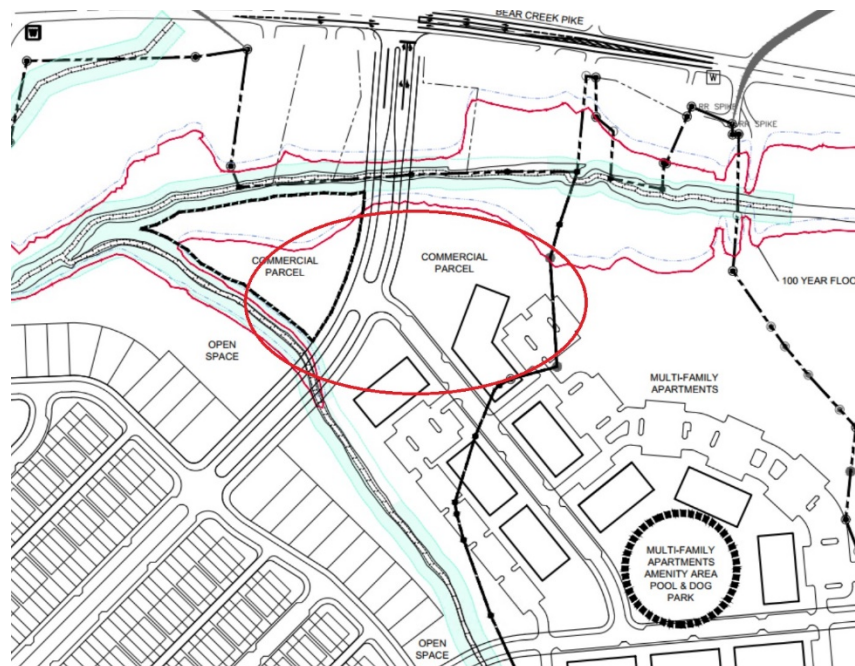 BEAR CREEK PIKE
W
W
RR SPIKE
RR SPIKE
COMMERCIAL
PARCEL
COMMERCIAL
PARCEL
100 YEAR FLOO
OPEN
SPACE
MULTI-FAMILY
APARTMENTS
MULTI-FAMILY
APARTMENTS
AMENITY AREA
POOL & DOG
PARK
OPEN
SPACE